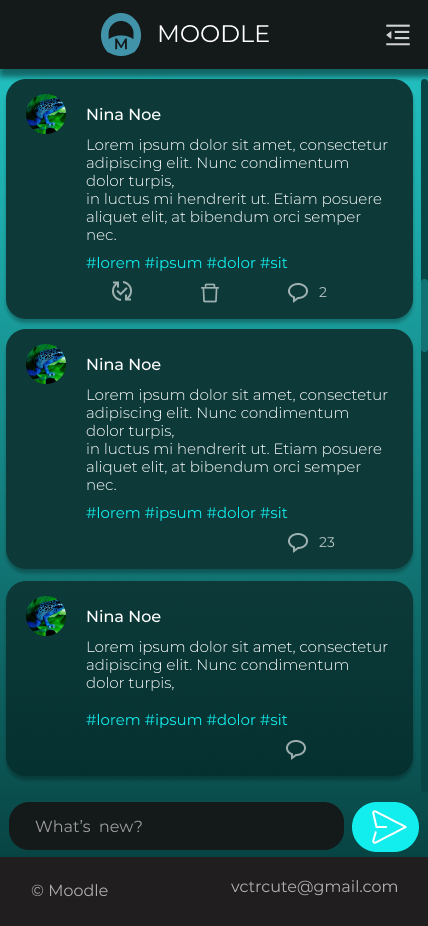 M MOODLE
Nina Noe
Lorem ipsum dolor sit amet, consectetur
adipiscing elit. Nunc condimentum
dolor turpis,
in luctus mi hendrerit ut. Etiam posuere
aliquet elit, at bibendum orci semper
nec.
#lorem #ipsum #dolor #sit
2
Nina Noe
Lorem ipsum dolor sit amet, consectetur
adipiscing elit. Nunc condimentum
dolor turpis,
in luctus mi hendrerit ut. Etiam posuere
aliquet elit, at bibendum orci semper
nec.
#lorem #ipsum #dolor #sit
23
Nina Noe
Lorem ipsum dolor sit amet, consectetur
adipiscing elit. Nunc condimentum
dolor turpis,
#lorem #ipsum #dolor #sit
What's  new?
© Moodle
vctrcute@gmail.com